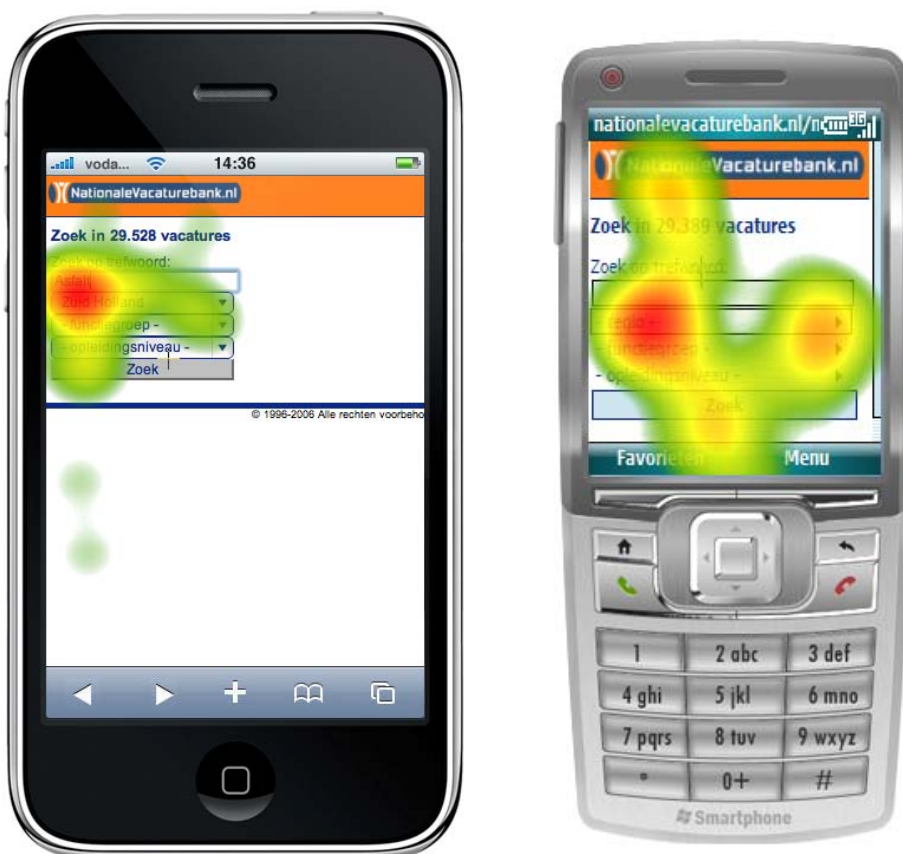 voda... 14:36
NationaleVacaturebank.nl
Zoek in 29.528 vacatures
Zoek op trefwoord:
Asfalt
Zuid Holland
- functiegroep -
- opleidingsniveau -
Zoek
© 1996-2006 Alle rechten voorbeho
nationalevacaturebank.nl/n 3G
NationaleVacaturebank.nl
Zoek in 29.389 vacatures
Zoek op trefwoord:
- regio -
- functiegroep -
- opleidingsniveau -
Zoek
Favorieten Menu
1 2 abc 3 def
4 ghi 5 jkl 6 mno
7 pqrs 8 tuv 9 wxyz
* 0+ #
Smartphone